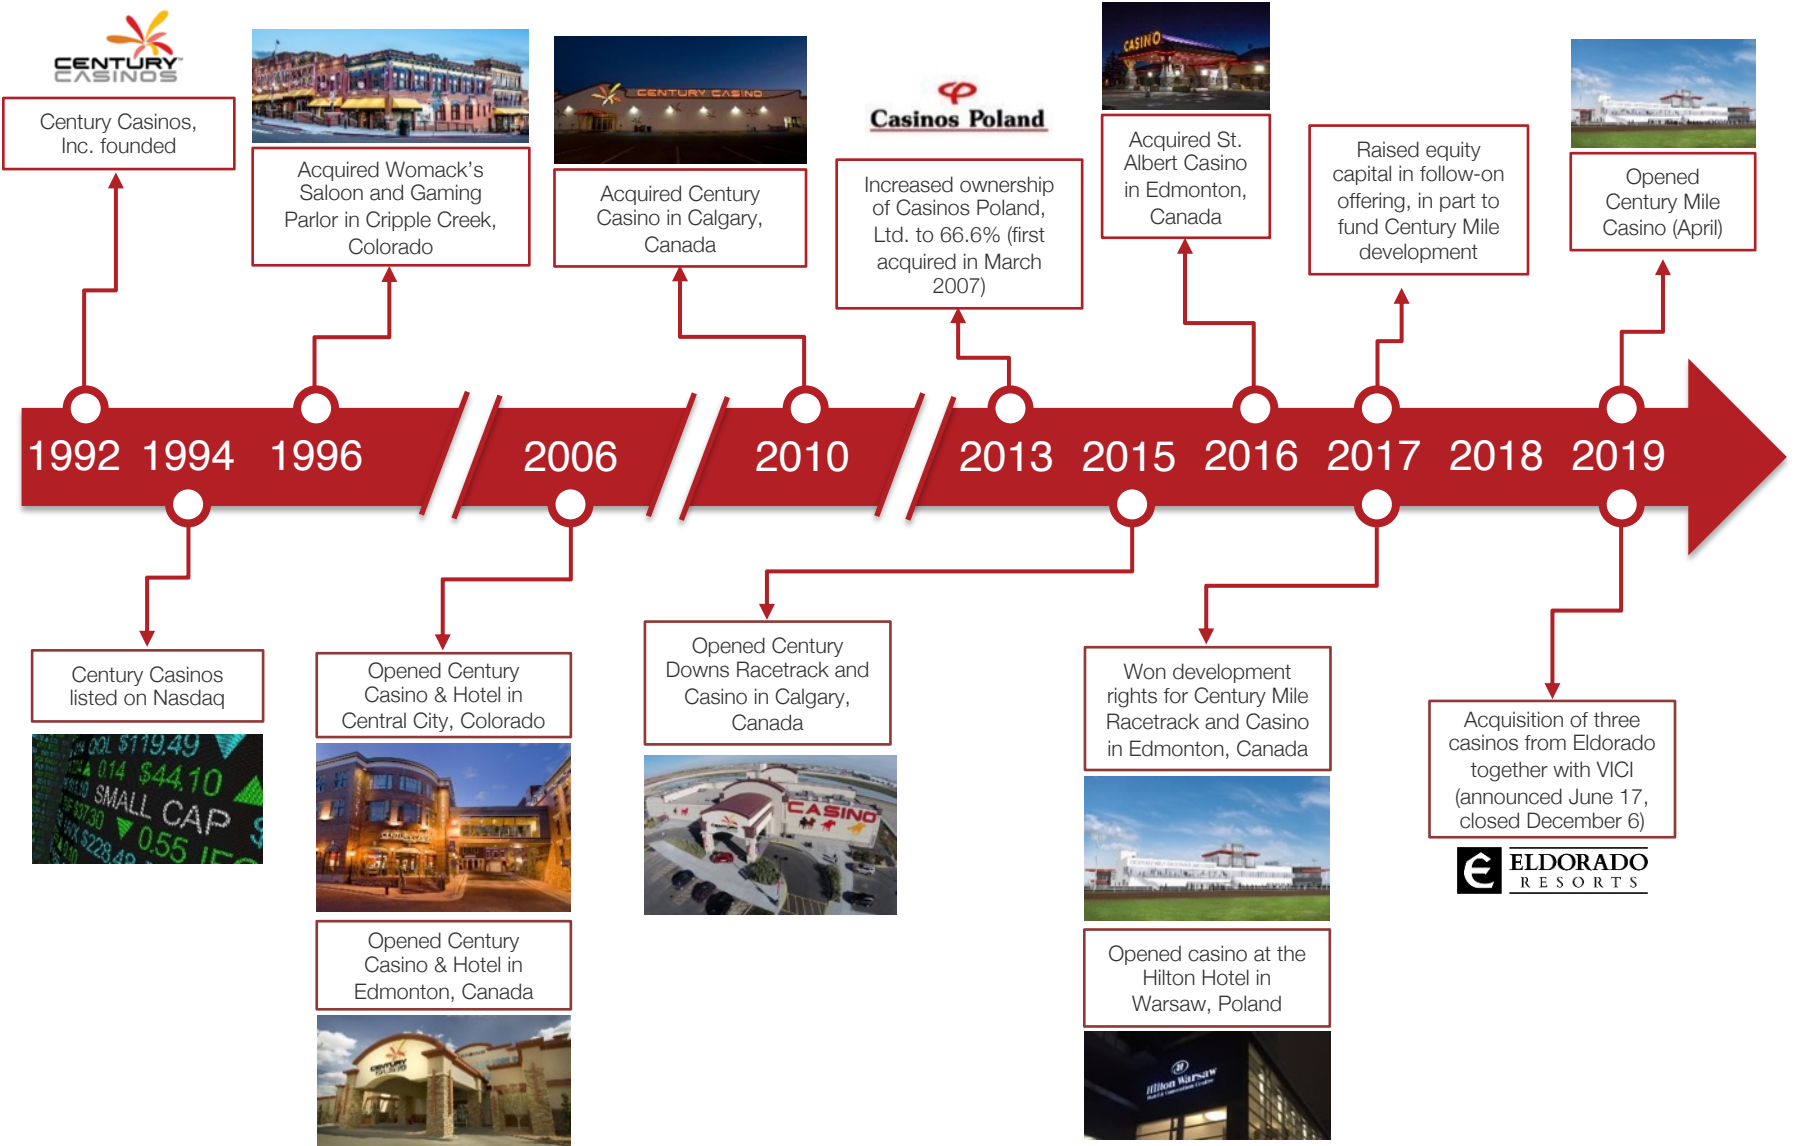 CENTURY
CASINOS
Century Casinos,
Inc. founded
Acquired Womack's
Saloon and Gaming
Parlor in Cripple Creek,
Colorado
CENTURY CASINO
Acquired Century
Casino in Calgary,
Canada
Casinos Poland
Increased ownership
of Casinos Poland,
Ltd. to 66.6% (first
acquired in March
2007)
CASINO
Acquired St.
Albert Casino
in Edmonton,
Canada
Raised equity
capital in follow-on
offering, in part to
fund Century Mile
development
Opened
Century Mile
Casino (April)
1992 1994 1996 2006 2010 2013 2015 2016 2017 2018 2019
Century Casinos
listed on Nasdaq
$119.49
0.14 $44.10
SMALL CAP
0.55
Opened Century
Casino & Hotel in
Central City, Colorado
CENTURY
Opened Century
Casino & Hotel in
Edmonton, Canada
CENTURY
Opened Century
Downs Racetrack and
Casino in Calgary,
Canada
CASINO
Won development
rights for Century Mile
Racetrack and Casino
in Edmonton, Canada
Opened casino at the
Hilton Hotel in
Warsaw, Poland
Hilton Warsaw
Acquisition of three
casinos from Eldorado
together with VICI
(announced June 17,
closed December 6)
ELDORADO
RESORTS